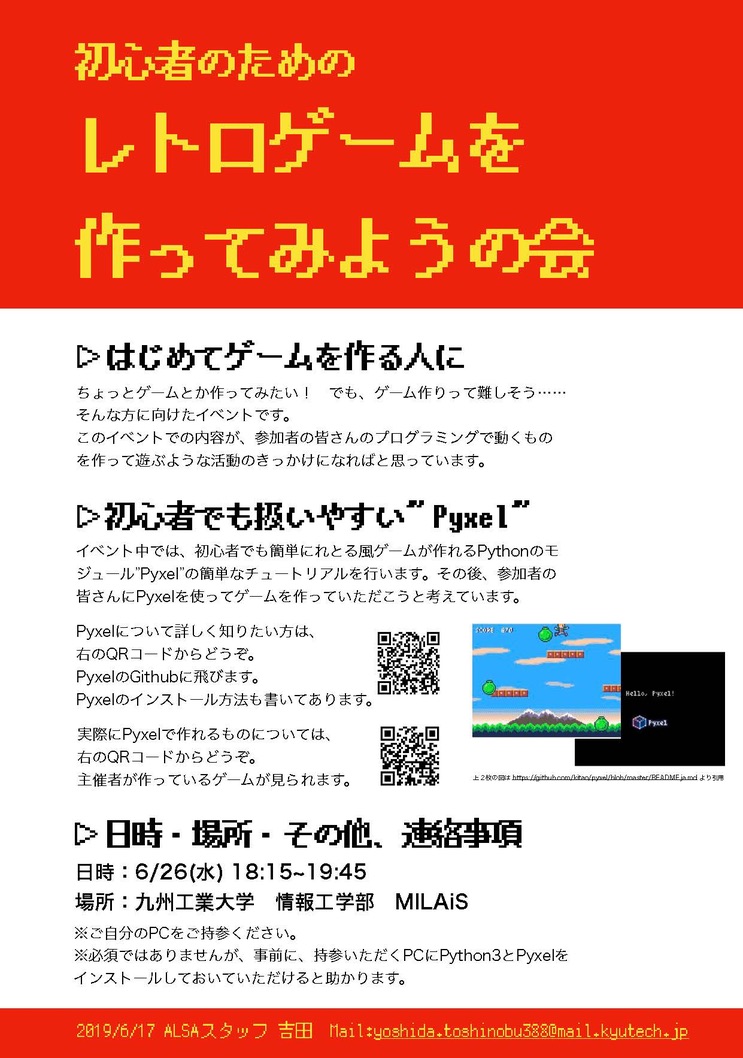 初心者のための
レトロゲームを
作ってみようの会
▷はじめてゲームを作る人に
ちょっとゲームとか作ってみたい！　でも、ゲーム作りって難しそう……
そんな方に向けたイベントです。
このイベントでの内容が、参加者の皆さんのプログラミングで動くもの
を作って遊ぶような活動のきっかけになればと思っています。
▷初心者でも扱いやすい”Pyxel”
イベント中では、初心者でも簡単にれとる風ゲームが作れるPythonのモ
ジュール”Pyxel”の簡単なチュートリアルを行います。その後、参加者の
皆さんにPyxelを使ってゲームを作っていただこうと考えています。
Pyxelについて詳しく知りたい方は、
右のQRコードからどうぞ。
PyxelのGithubに飛びます。
Pyxelのインストール方法も書いてあります。
実際にPyxelで作れるものについては、
右のQRコードからどうぞ。
主催者が作っているゲームが見られます。
SCORE
Hello, Pyxel!
Pyxel
上２枚の図は https://github.com/kitao/pyxel/blob/master/README.ja.md より引用
▷日時・場所・その他、連絡事項
日時：6/26(水) 18:15~19:45
場所：九州工業大学　情報工学部　MILAiS
※ご自分のPCをご持参ください。
※必須ではありませんが、事前に、持参いただくPCにPython3とPyxelを
インストールしておいていただけると助かります。
2019/6/17 ALSAスタッフ 吉田　Mail:yoshida.toshinobu388@mail.kyutech.jp